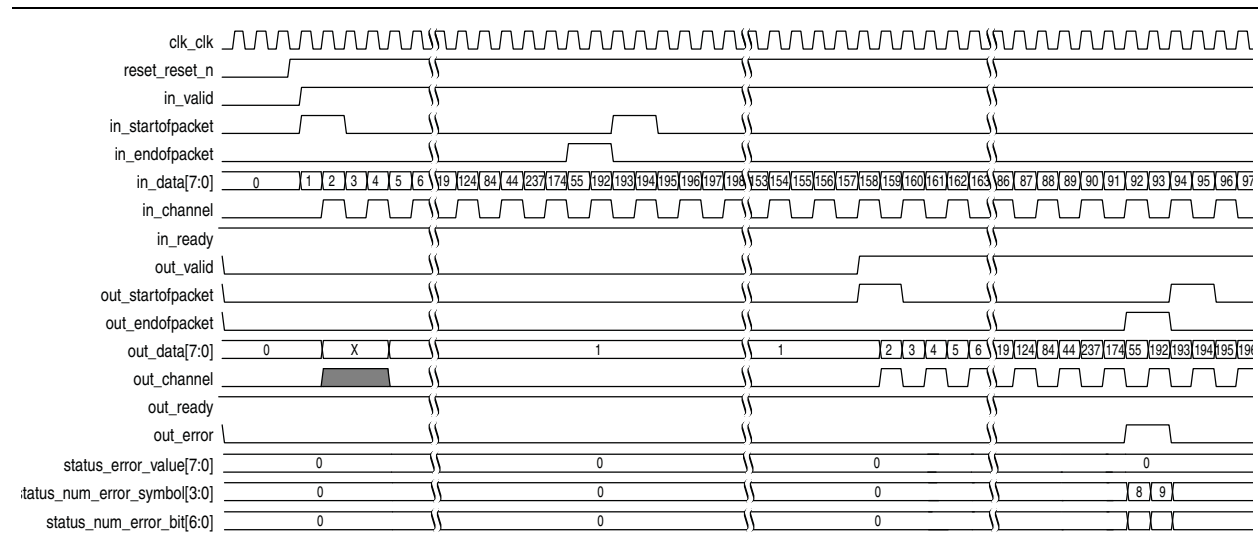 clk_clk
reset_reset_n
in_valid
in_startofpacket
in_endofpacket
in_data[7:0] 0 1 2 3 4 5 6 19 124 84 44 237 174 55 192 193 194 195 196 197 198 153 154 155 156 157 158 159 160 161 162 163 86 87 88 89 90 91 92 93 94 95 96 97
in_channel
in_ready
out_valid
out_startofpacket
out_endofpacket
out_data[7:0] 0 X 1 1 2 3 4 5 6 19 124 84 44 237 174 55 192 193 194 195 196
out_channel
out_ready
out_error
status_error_value[7:0] 0 0 0 0
tatus_num_error_symbol[3:0] 0 0 0 8 9
status_num_error_bit[6:0] 0 0 0